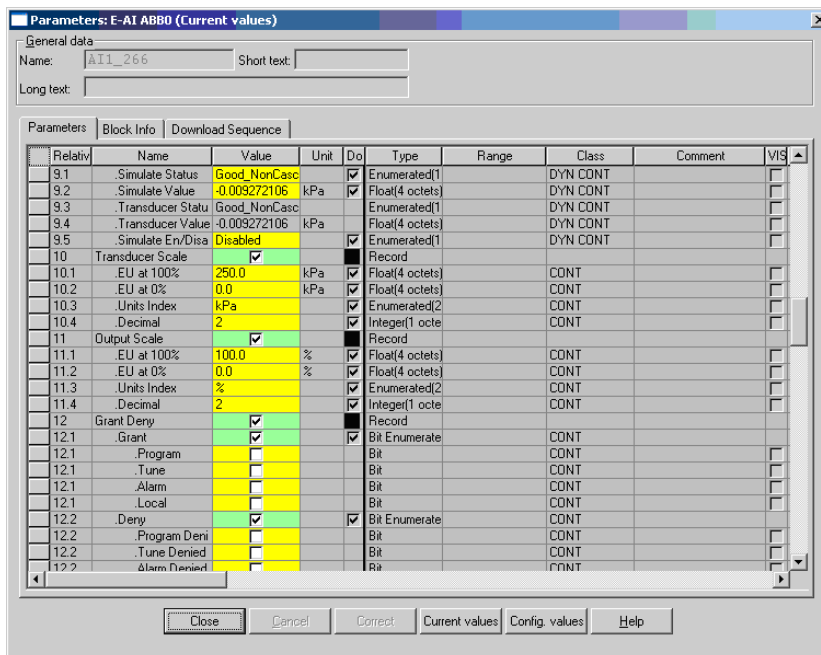 Parameters: E-AI ABB0 (Current values)
General data
Name: AI1_266 Short text:
Long text:
Parameters Block Info Download Sequence
Relativ Name Value Unit Do Type Range Class Comment VIS
9.1 .Simulate Status Good_NonCasc Enumerated(1 DYN CONT
9.2 .Simulate Value -0.009272106 kPa Float(4 octets) DYN CONT
9.3 .Transducer Statu Good_NonCasc Enumerated(1 DYN CONT
9.4 .Transducer Value -0.009272106 kPa Float(4 octets) DYN CONT
9.5 .Simulate En/Disa Disabled Enumerated(1 DYN CONT
10 Transducer Scale Record
10.1 .EU at 100% 250.0 kPa Float(4 octets) CONT
10.2 .EU at 0% 0.0 kPa Float(4 octets) CONT
10.3 .Units Index kPa Enumerated(2 CONT
10.4 .Decimal 2 Integer(1 octe CONT
11 Output Scale Record
11.1 .EU at 100% 100.0 % Float(4 octets) CONT
11.2 .EU at 0% 0.0 % Float(4 octets) CONT
11.3 .Units Index % Enumerated(2 CONT
11.4 .Decimal 2 Integer(1 octe CONT
12 Grant Deny Record
12.1 .Grant Bit Enumerate CONT
12.1 .Program Bit CONT
12.1 .Tune Bit CONT
12.1 .Alarm Bit CONT
12.1 .Local Bit CONT
12.2 .Deny Bit Enumerate CONT
12.2 .Program Deni Bit CONT
12.2 .Tune Denied Bit CONT
12.2 .Alarm Denied Bit CONT
Close Cancel Correct Current values Config. values Help